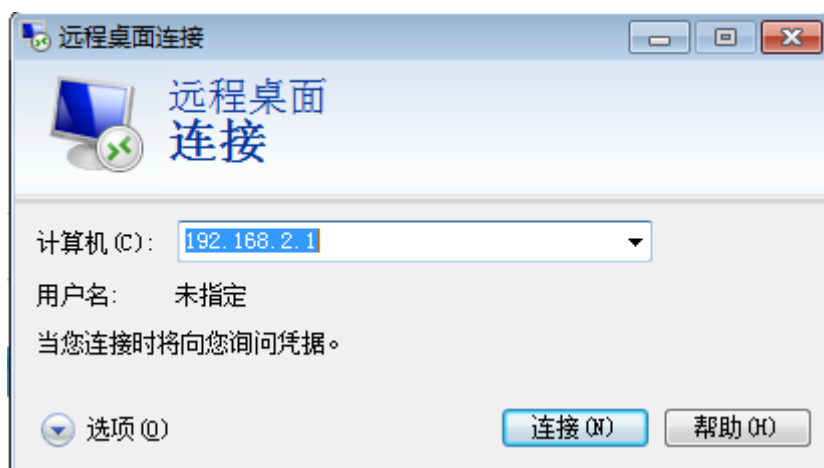 远程桌面连接
远程桌面
连接
计算机(C): 192.168.2.1
用户名: 未指定
当您连接时将向您询问凭据。
选项(O) 连接(N) 帮助(H)